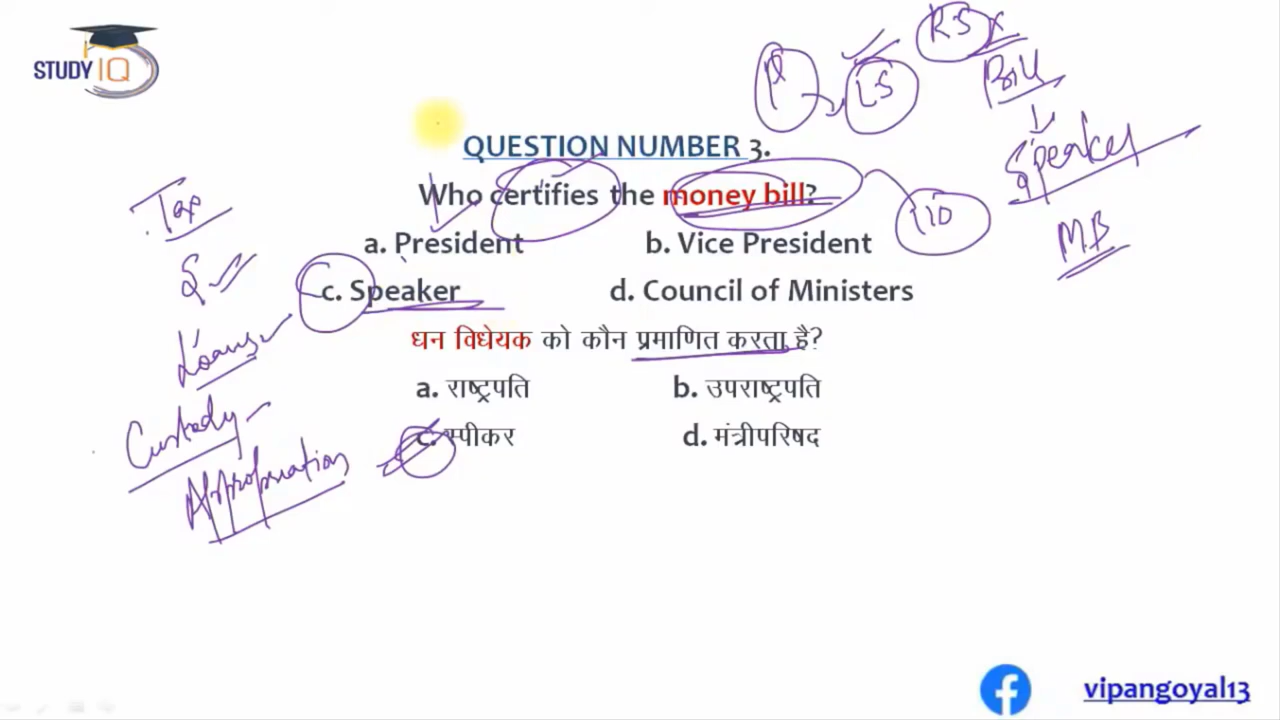 STUDY IQ
P
LS
RS x
Bill
Speaker
MB
QUESTION NUMBER 3.
Who certifies the money bill?
110
a. President b. Vice President
c. Speaker d. Council of Ministers
धन विधेयक को कौन प्रमाणित करता है?
a. राष्ट्रपति b. उपराष्ट्रपति
c. स्पीकर d. मंत्रीपरिषद
Tax
Loans
Custody
Appropriation
vipangoyal13